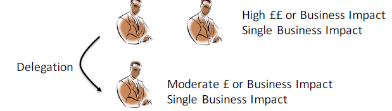 High ££ or Business Impact
Single Business Impact
Delegation
Moderate £ or Business Impact
Single Business Impact